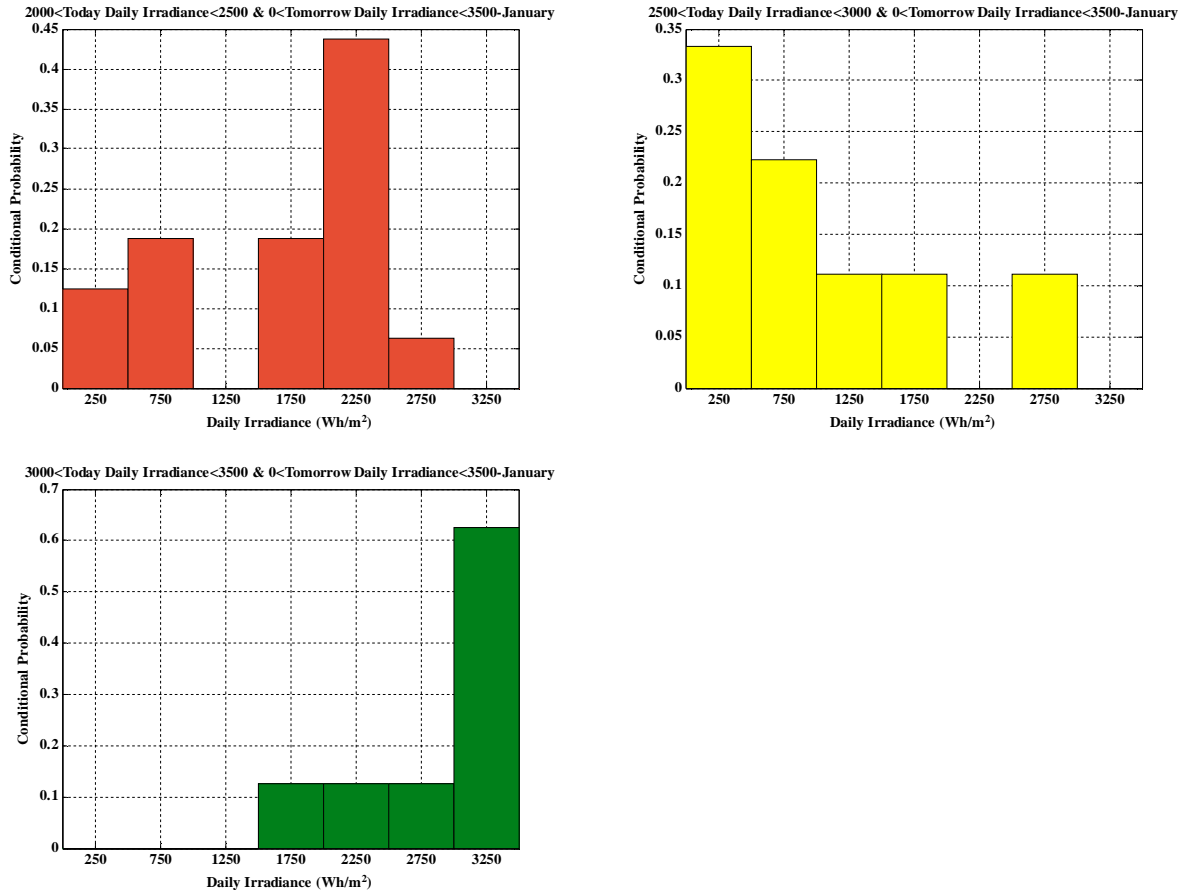 2000<Today Daily Irradiance<2500 & 0<Tomorrow Daily Irradiance<3500-January
0.45
0.4
0.35
0.3
0.25
0.2
0.15
0.1
0.05
0
Conditional Probability
250 750 1250 1750 2250 2750 3250
Daily Irradiance (Wh/m²)
2500<Today Daily Irradiance<3000 & 0<Tomorrow Daily Irradiance<3500-January
0.35
0.3
0.25
0.2
0.15
0.1
0.05
0
Conditional Probability
250 750 1250 1750 2250 2750 3250
Daily Irradiance (Wh/m²)
3000<Today Daily Irradiance<3500 & 0<Tomorrow Daily Irradiance<3500-January
0.7
0.6
0.5
0.4
0.3
0.2
0.1
0
Conditional Probability
250 750 1250 1750 2250 2750 3250
Daily Irradiance (Wh/m²)